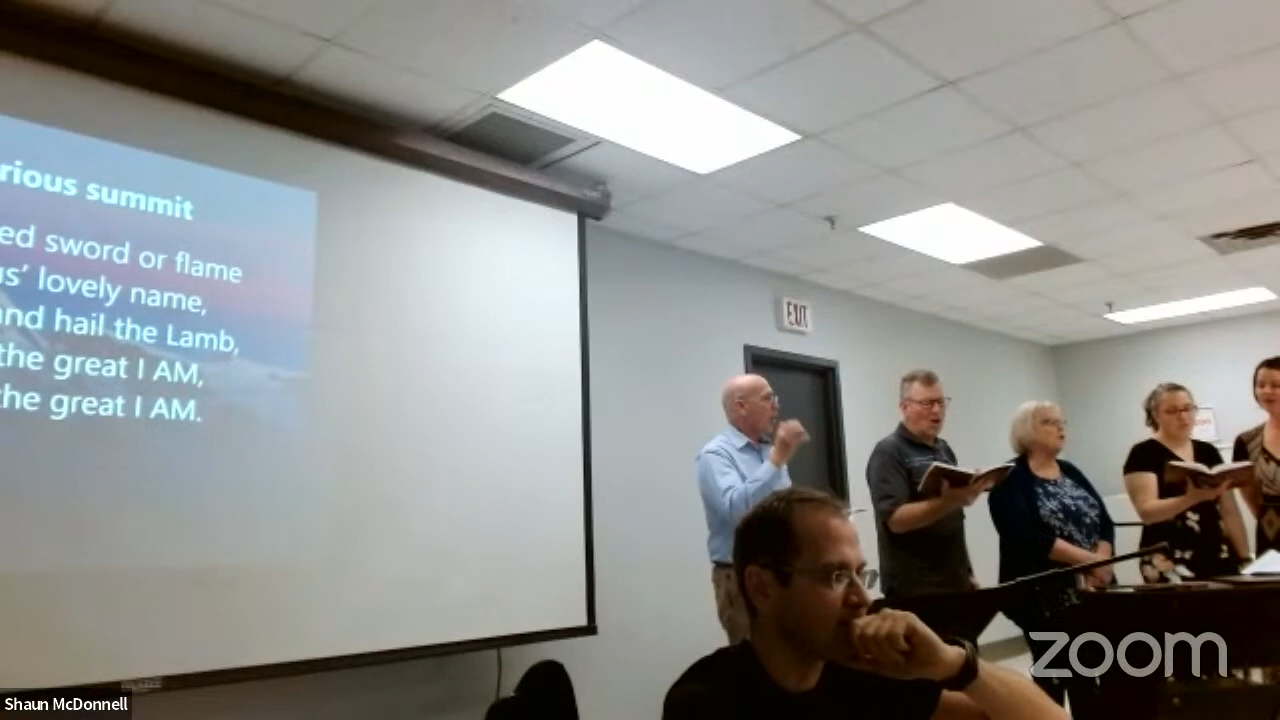 rious summit
ed sword or flame
s' lovely name,
nd hail the Lamb,
the great I AM,
the great I AM.
EXIT
zoom
Shaun McDonnell